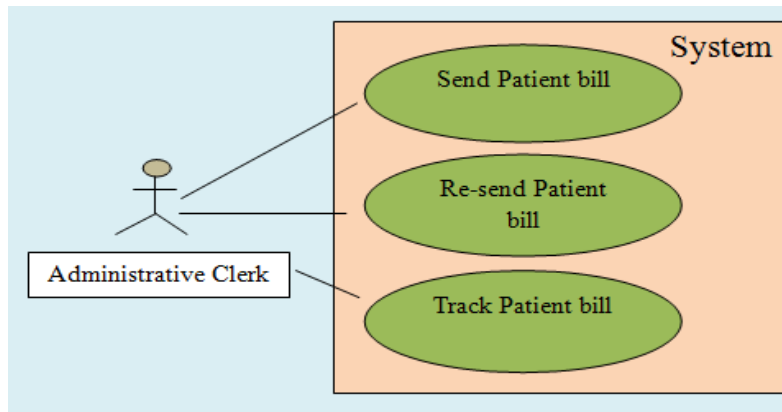 System
Send Patient bill
Re-send Patient
bill
Administrative Clerk
Track Patient bill